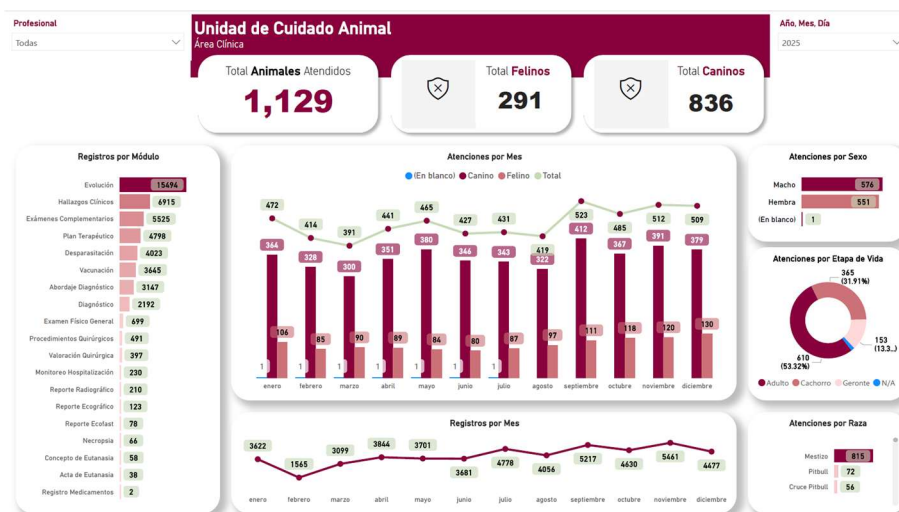 Profesional
Todas
Unidad de Cuidado Animal
Área Clínica
Año, Mes, Día
2025
Total Animales Atendidos
1,129
Total Felinos
291
Total Caninos
836
Registros por Módulo
Evolución 15494
Hallazgos Clínicos 6915
Exámenes Complementarios 5525
Plan Terapéutico 4798
Desparasitación 4023
Vacunación 3645
Abordaje Diagnóstico 3147
Diagnóstico 2192
Examen Físico General 699
Procedimientos Quirúrgicos 491
Valoración Quirúrgica 397
Monitoreo Hospitalización 230
Reporte Radiográfico 210
Reporte Ecográfico 123
Reporte Ecofast 78
Necropsia 66
Concepto de Eutanasia 58
Acta de Eutanasia 38
Registro Medicamentos 2
Atenciones por Mes
(En blanco) Canino Felino Total
472 414 391 441 465 427 431 419 523 485 512 509
364 328 300 351 380 346 343 322 412 367 391 379
106 85 90 89 84 80 87 97 111 118 120 130
1 1 1 1 1 1 1
enero febrero marzo abril mayo junio julio agosto septiembre octubre noviembre diciembre
Registros por Mes
3622 1565 3099 3844 3701 3681 4778 4056 5217 4630 5461 4477
enero febrero marzo abril mayo junio julio agosto septiembre octubre noviembre diciembre
Atenciones por Sexo
Macho 576
Hembra 551
(En blanco) 1
Atenciones por Etapa de Vida
365
(31.91%)
153
(13.3...)
610
(53.32%)
Adulto Cachorro Geronte N/A
Atenciones por Raza
Mestizo 815
Pitbull 72
Cruce Pitbull 56